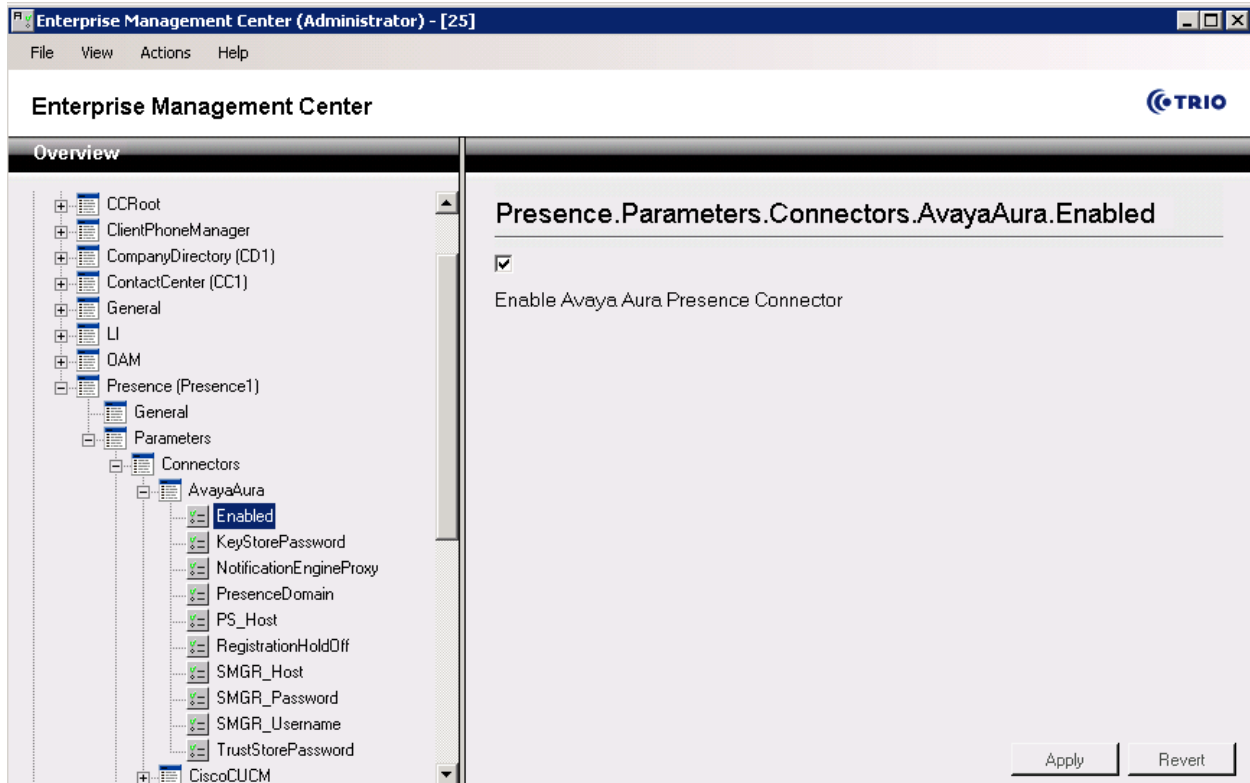 Enterprise Management Center (Administrator) - [25]
File View Actions Help
Enterprise Management Center
TRIO
Overview
CCRoot
ClientPhoneManager
CompanyDirectory (CD1)
ContactCenter (CC1)
General
LI
OAM
Presence (Presence1)
General
Parameters
Connectors
AvayaAura
Enabled
KeyStorePassword
NotificationEngineProxy
PresenceDomain
PS_Host
RegistrationHoldOff
SMGR_Host
SMGR_Password
SMGR_Username
TrustStorePassword
CiscoCUCM
Presence.Parameters.Connectors.AvayaAura.Enabled
Enable Avaya Aura Presence Connector
Apply Revert